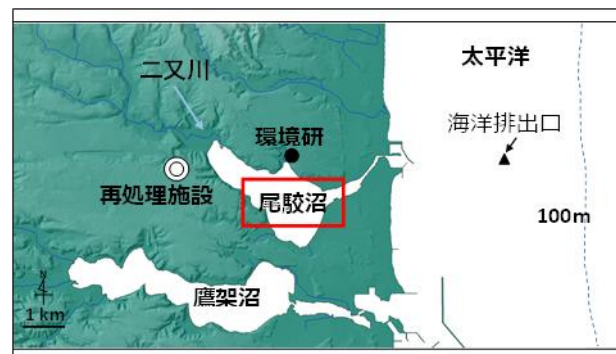 太平洋
二又川
海洋排出口
環境研
再処理施設
尾駮沼
100m
鷹架沼
N
1 km